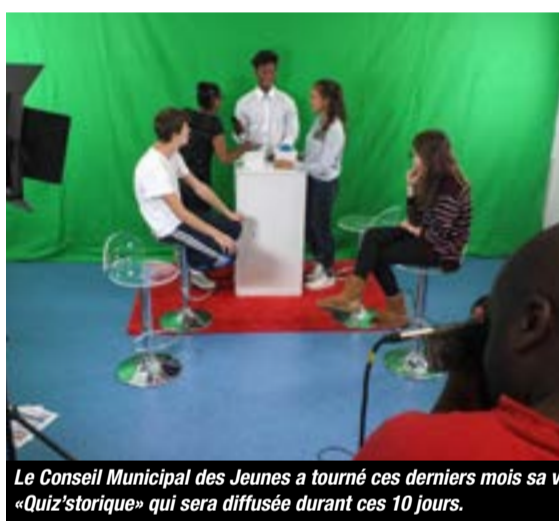 Le Conseil Municipal des Jeunes a tourné ces derniers mois sa
«Quiz'storique» qui sera diffusée durant ces 10 jours.